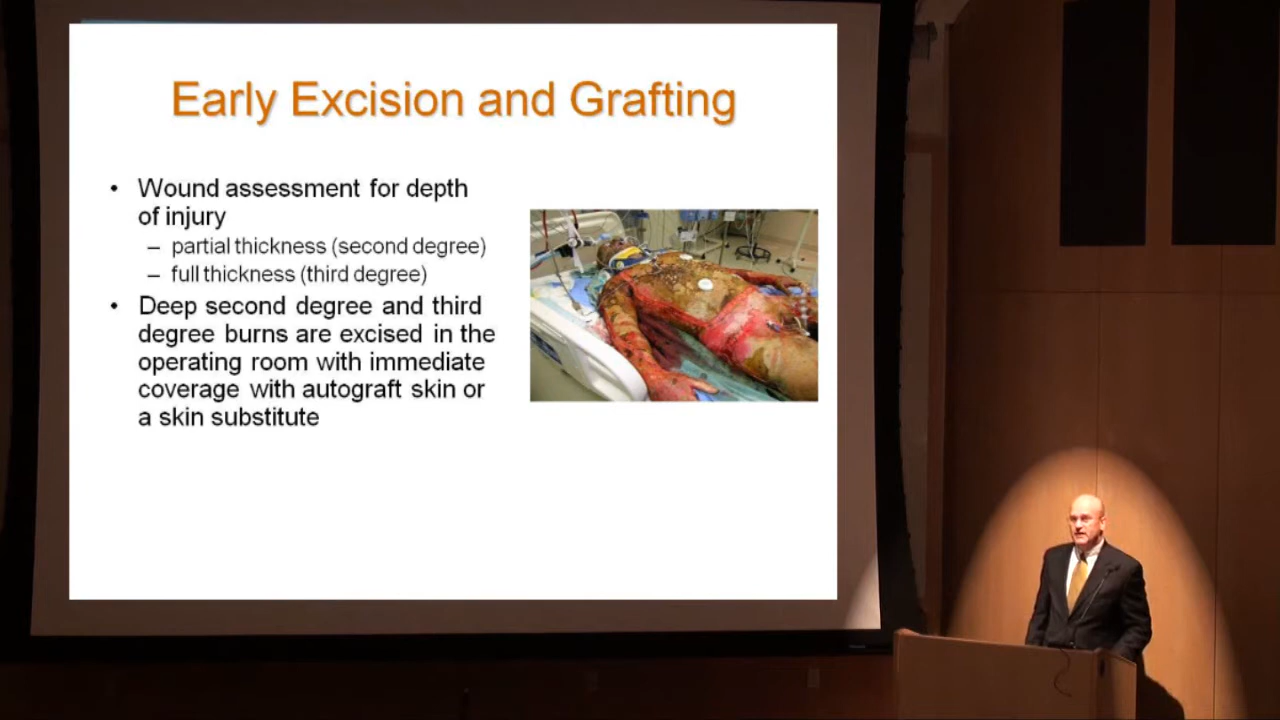 Early Excision and Grafting
• Wound assessment for depth
of injury
– partial thickness (second degree)
– full thickness (third degree)
• Deep second degree and third
degree burns are excised in the
operating room with immediate
coverage with autograft skin or
a skin substitute